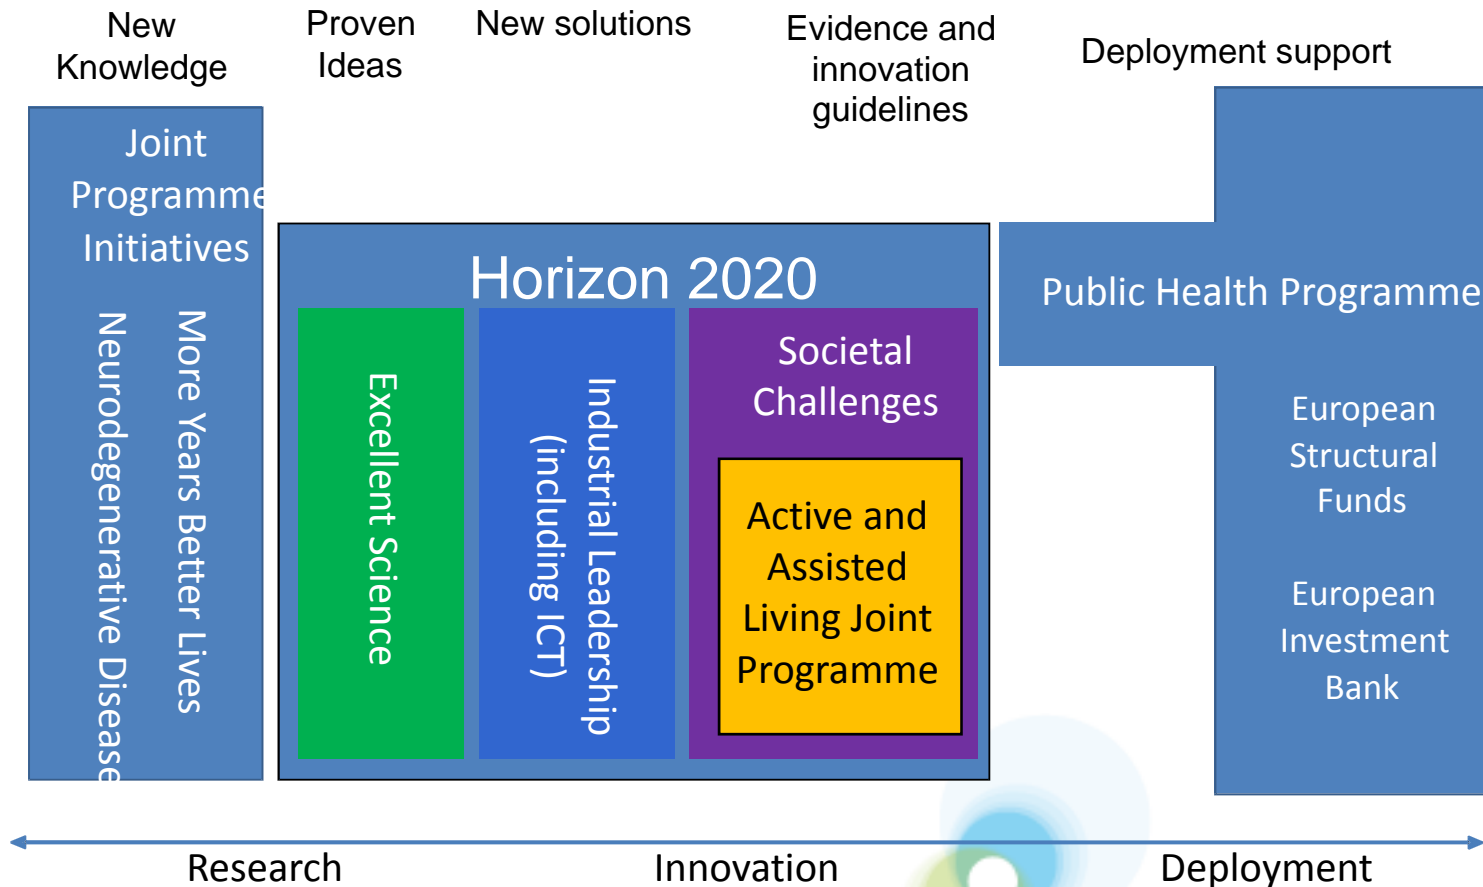 New
Knowledge
Proven
Ideas
New solutions
Evidence and
innovation
guidelines
Deployment support
Joint
Programme
Initiatives
More Years Better Lives
Neurodegenerative Disease
Horizon 2020
Excellent Science
Industrial Leadership
(including ICT)
Societal
Challenges
Active and
Assisted
Living Joint
Programme
Public Health Programme
European
Structural
Funds
European
Investment
Bank
Research
Innovation
Deployment